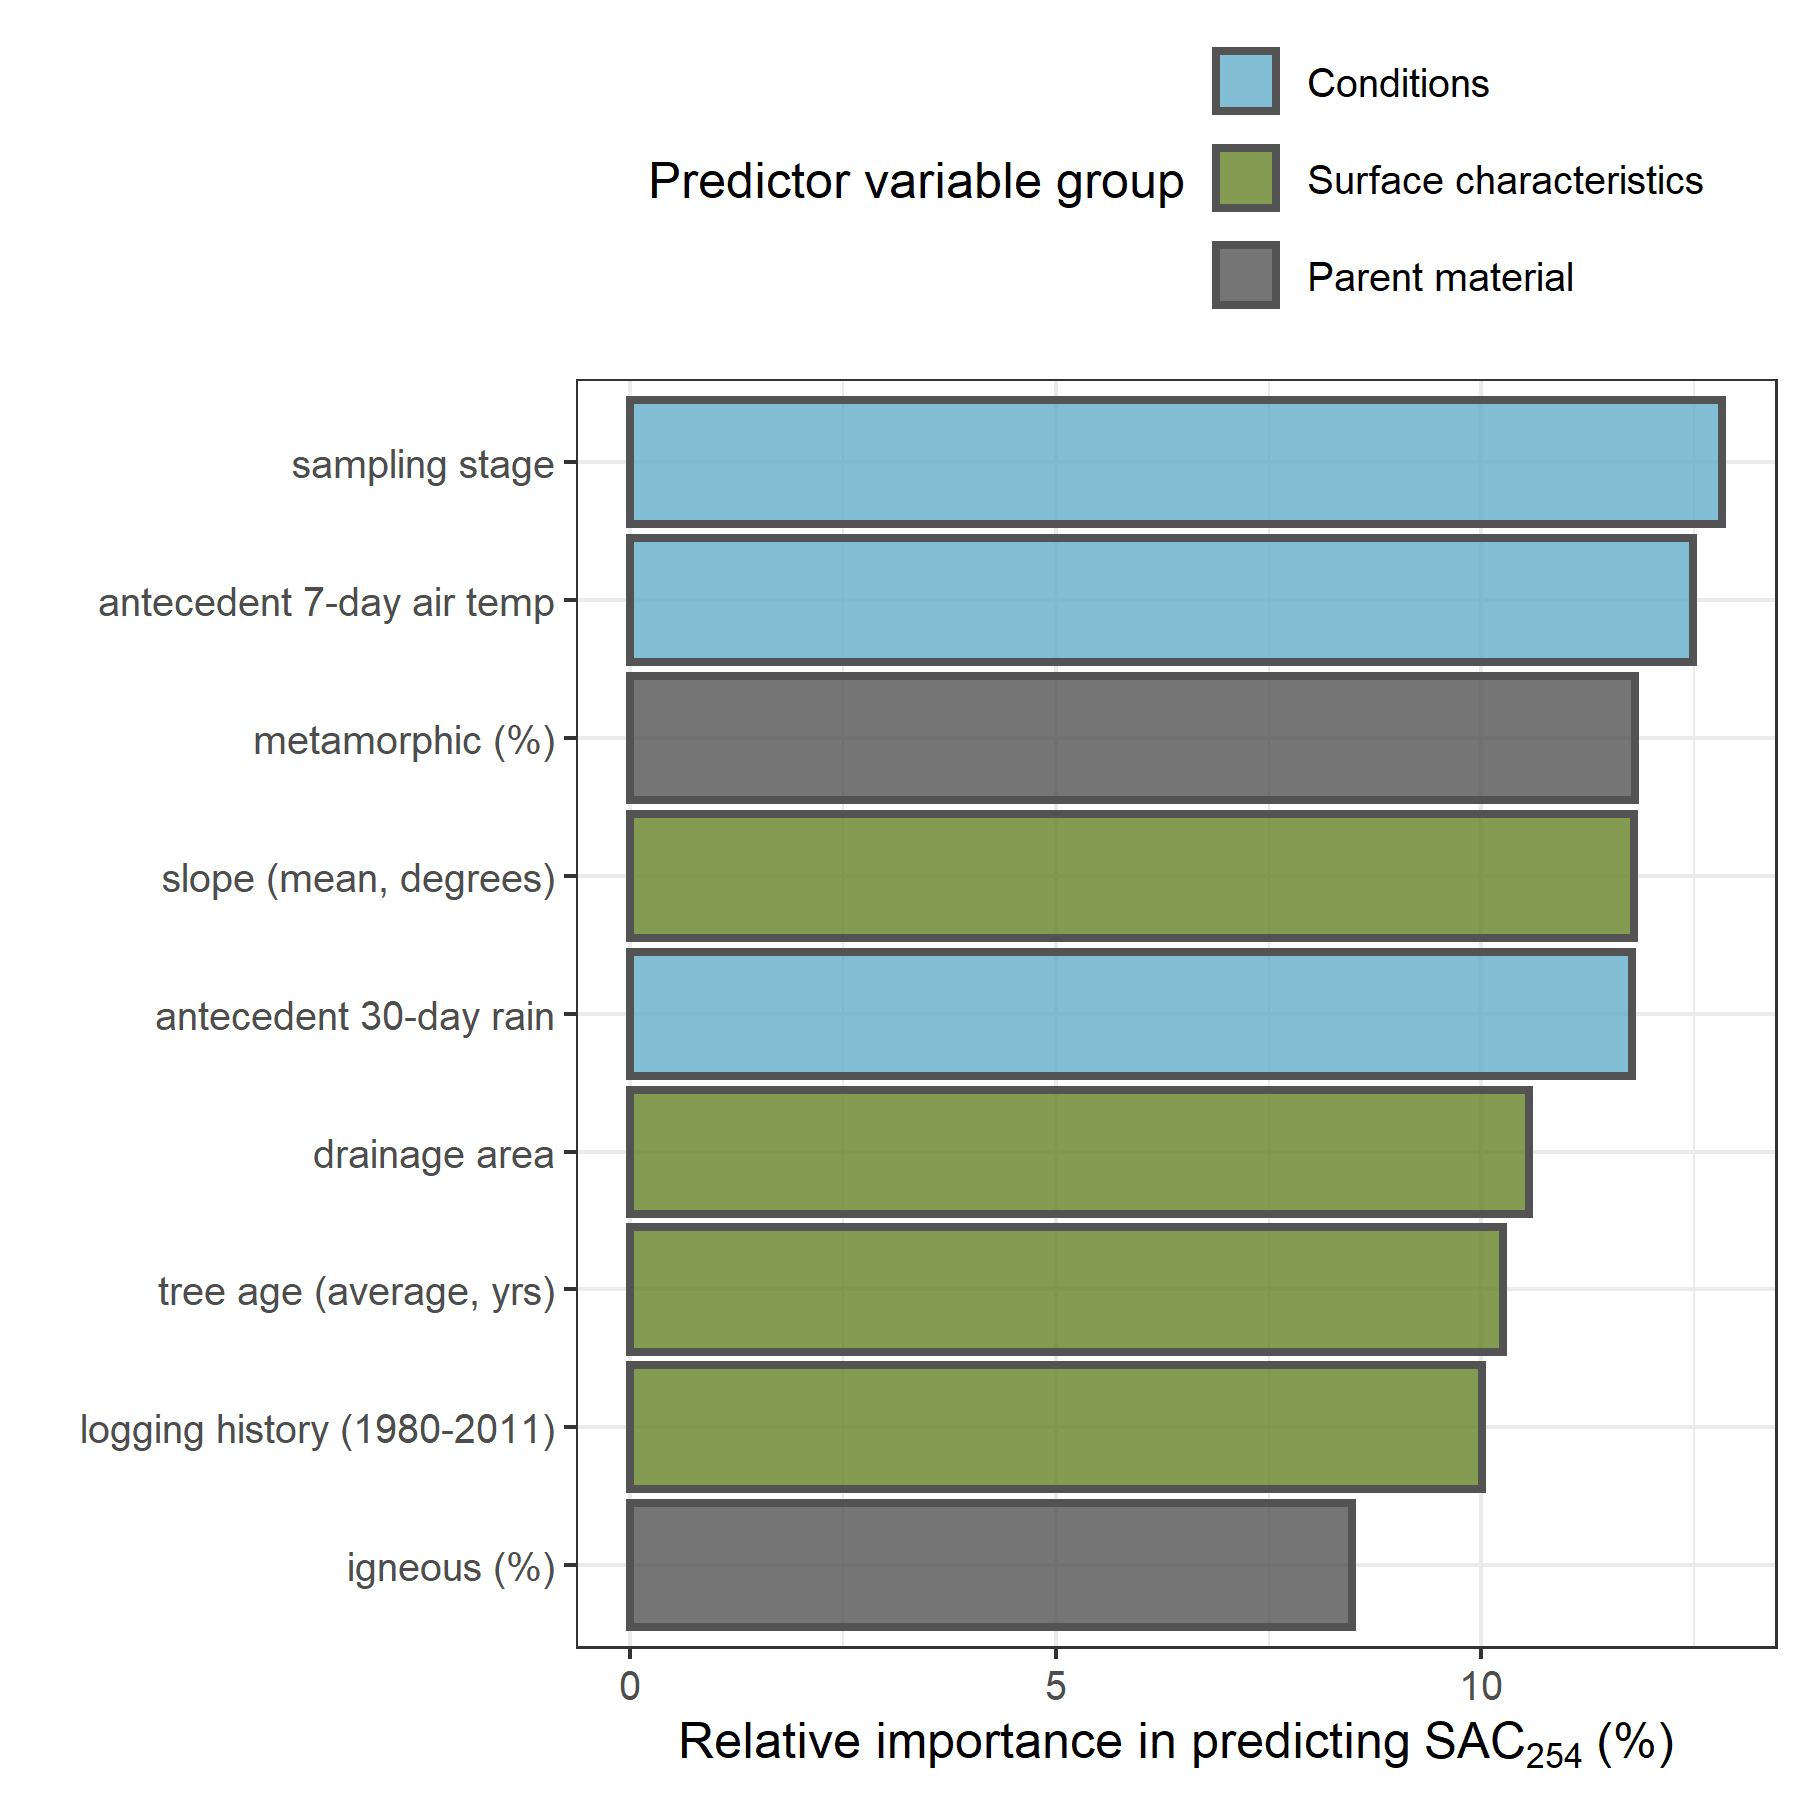 Conditions
Predictor variable group
Surface characteristics
Parent material
sampling stage
antecedent 7-day air temp
metamorphic (%)
slope (mean, degrees)
antecedent 30-day rain
drainage area
tree age (average, yrs)
logging history (1980-2011)
igneous (%)
0 5 10
Relative importance in predicting SAC₂₅₄ (%)